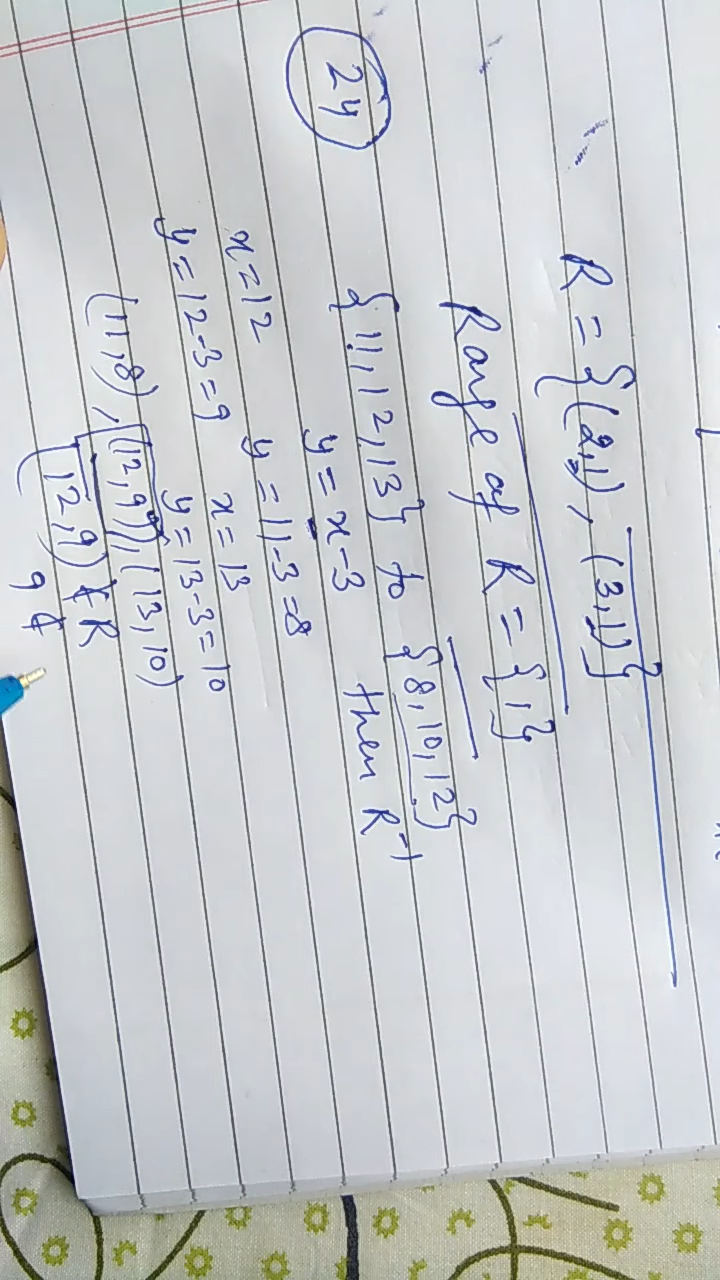 R = {(2,1), (3,1)}
Range of R = {1}
24
{11,12,13} to {8,10,12}
y = x-3 then R⁻¹
y = 11-3 = 8
x = 12 x = 13
y = 12-3 = 9 y = 13-3 = 10
(11,8), (12,9), (13,10)
(12,9) ∉ R
9 ∉